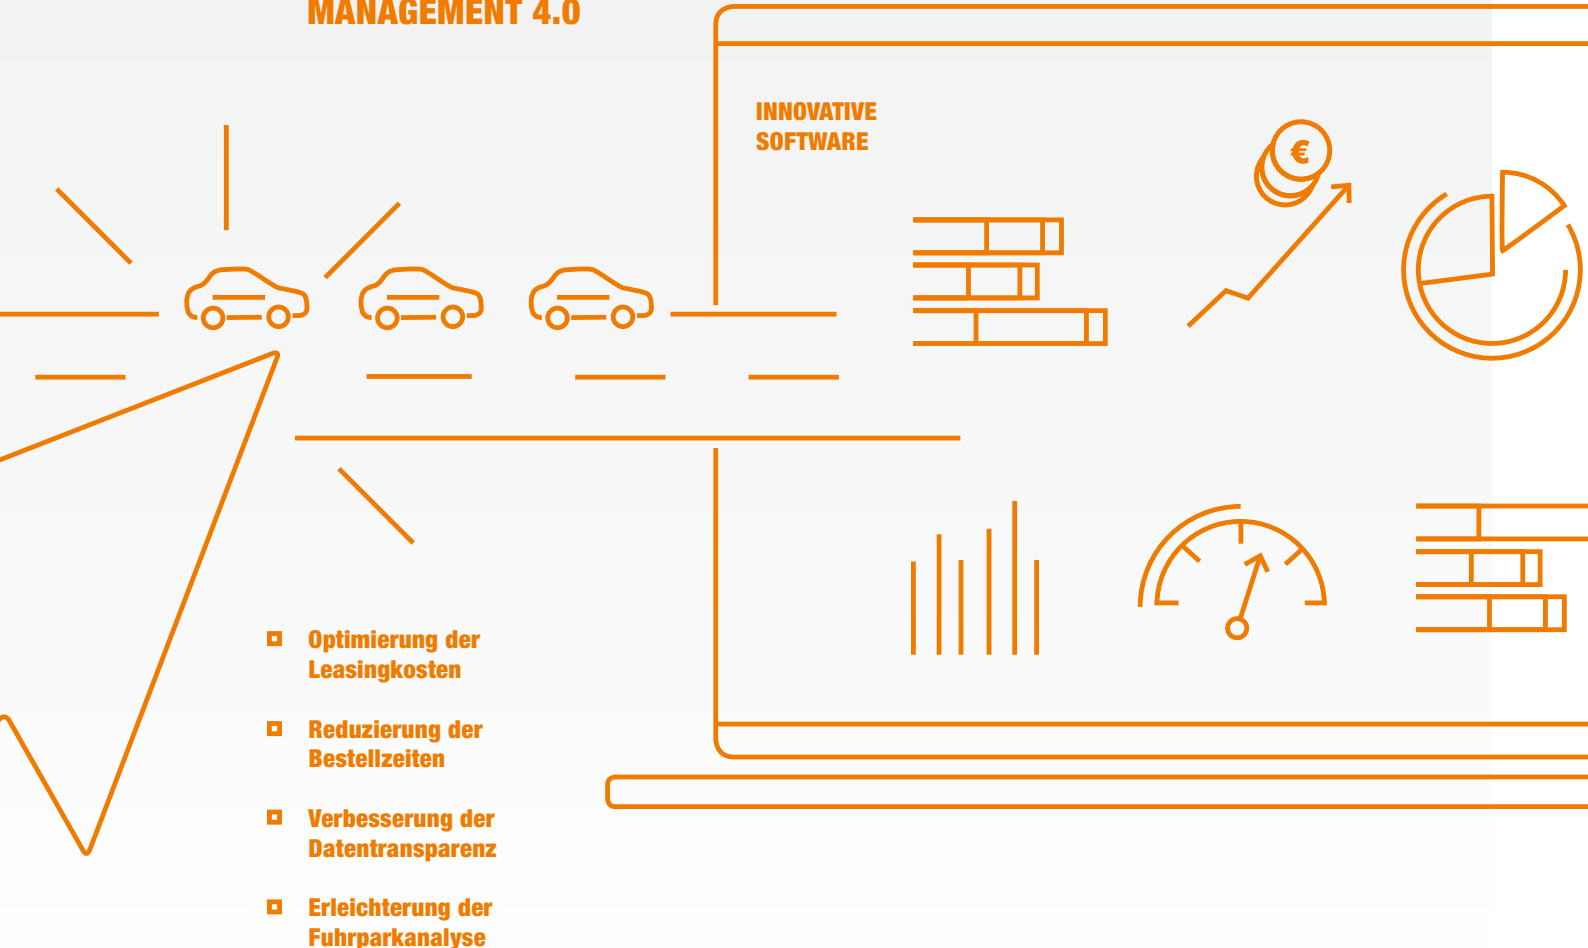 MANAGEMENT 4.0
INNOVATIVE
SOFTWARE
€
Optimierung der
Leasingkosten
Reduzierung der
Bestellzeiten
Verbesserung der
Datentransparenz
Erleichterung der
Fuhrparkanalyse